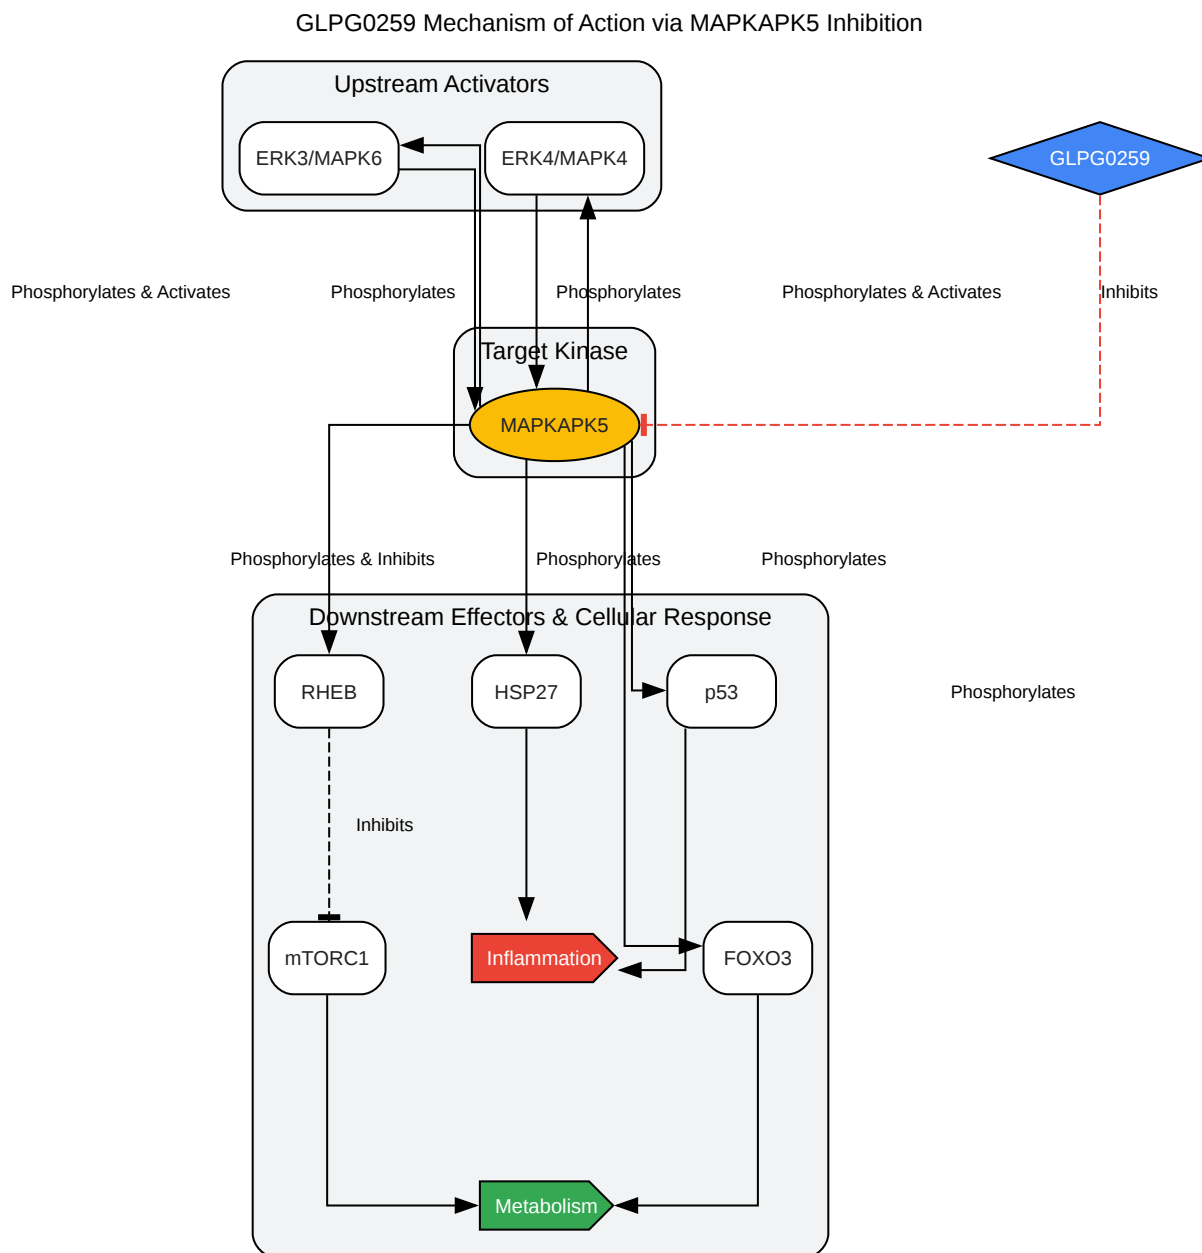 GLPG0259 Mechanism of Action via MAPKAPK5 Inhibition
Upstream Activators
ERK3/MAPK6
ERK4/MAPK4
GLPG0259
Phosphorylates & Activates
Phosphorylates
Phosphorylates
Phosphorylates & Activates
Inhibits
Target Kinase
MAPKAPK5
Phosphorylates & Inhibits
Phosphorylates
Phosphorylates
Downstream Effectors & Cellular Response
RHEB
HSP27
p53
Phosphorylates
Inhibits
mTORC1
Inflammation
FOXO3
Metabolism